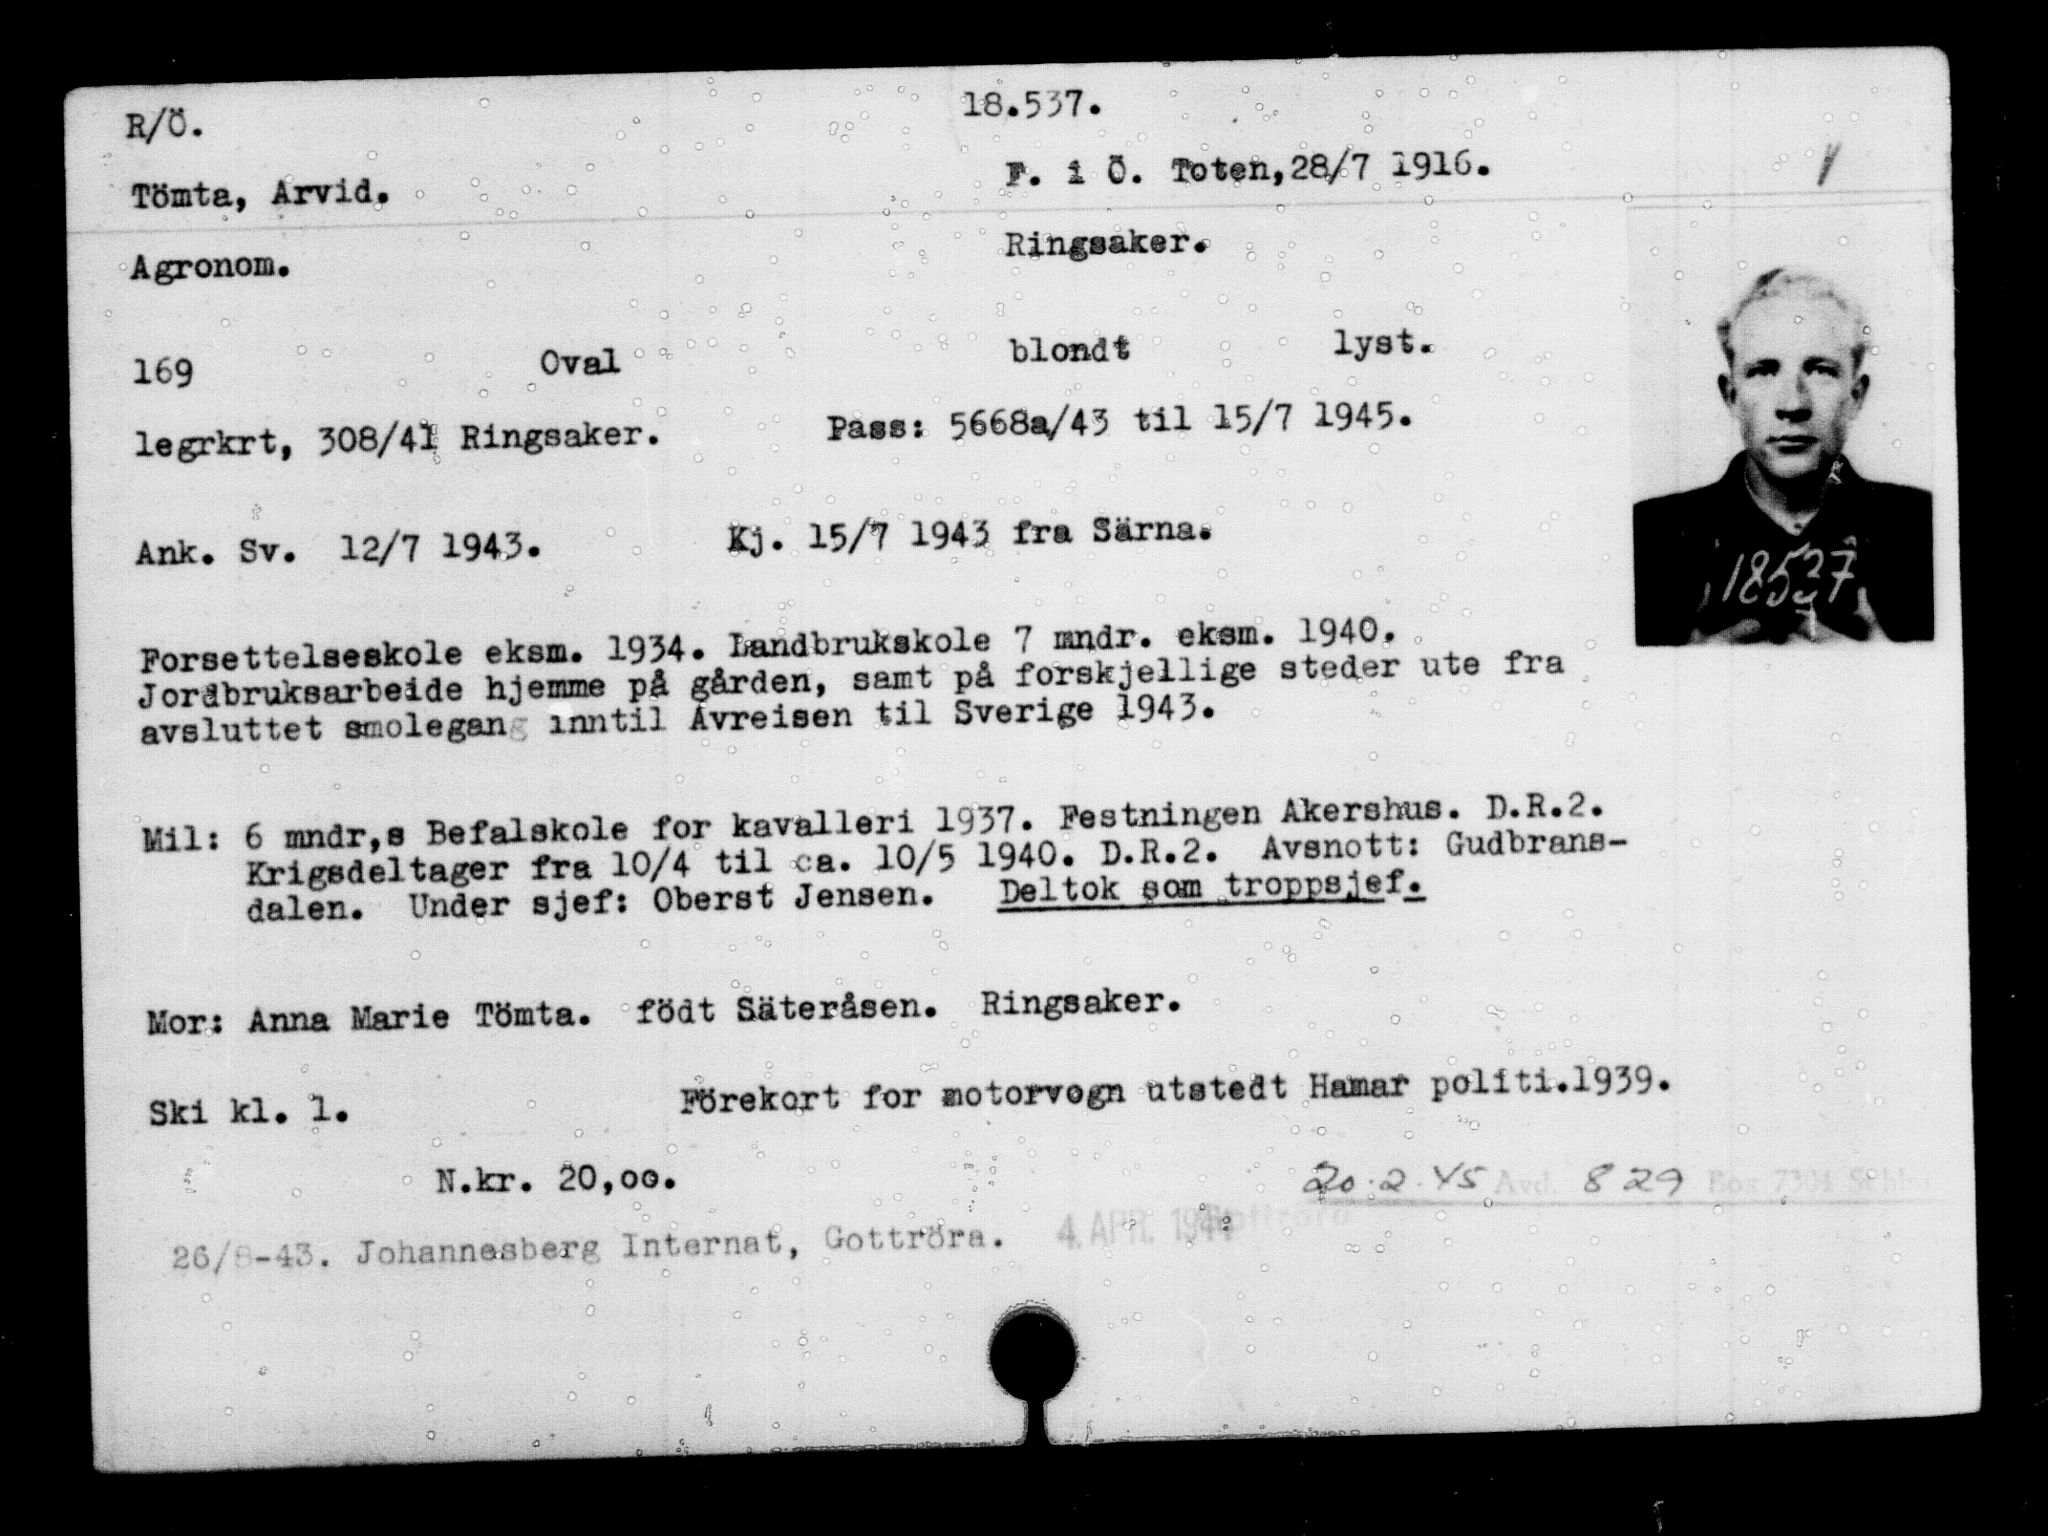 R/Ö. 18.537.
Tömta, Arvid. F. i Ö. Toten,28/7 1916.
Agronom. Ringsaker.
169 Oval blondt lyst.
legrkrt, 308/41 Ringsaker. Pass: 5668a/43 til 15/7 1945.
Ank. Sv. 12/7 1943. Kj. 15/7 1943 fra Särna.
18537
Forsettelseskole eksm. 1934. Landbrukskole 7 mndr. eksm. 1940.
Jordbruksarbeide hjemme på gården, samt på forskjellige steder ute fra
avsluttet smolegang inntil Avreisen til Sverige 1943.
Mil: 6 mndr,s Befalskole for kavalleri 1937. Festningen Akershus. D.R.2.
Krigsdeltager fra 10/4 til ca. 10/5 1940. D.R.2. Avsnott: Gudbrans-
dalen. Under sjef: Oberst Jensen. Deltok som troppsjef.
Mor: Anna Marie Tömta. födt Säteråsen. Ringsaker.
Ski kl. 1. Förekort for motorvogn utstedt Hamar politi.1939.
N.kr. 20,oo. 20.2.45 Avd. 829 Box 7304
26/8-43. Johannesberg Internat, Gottröra. 4. APR. 1944